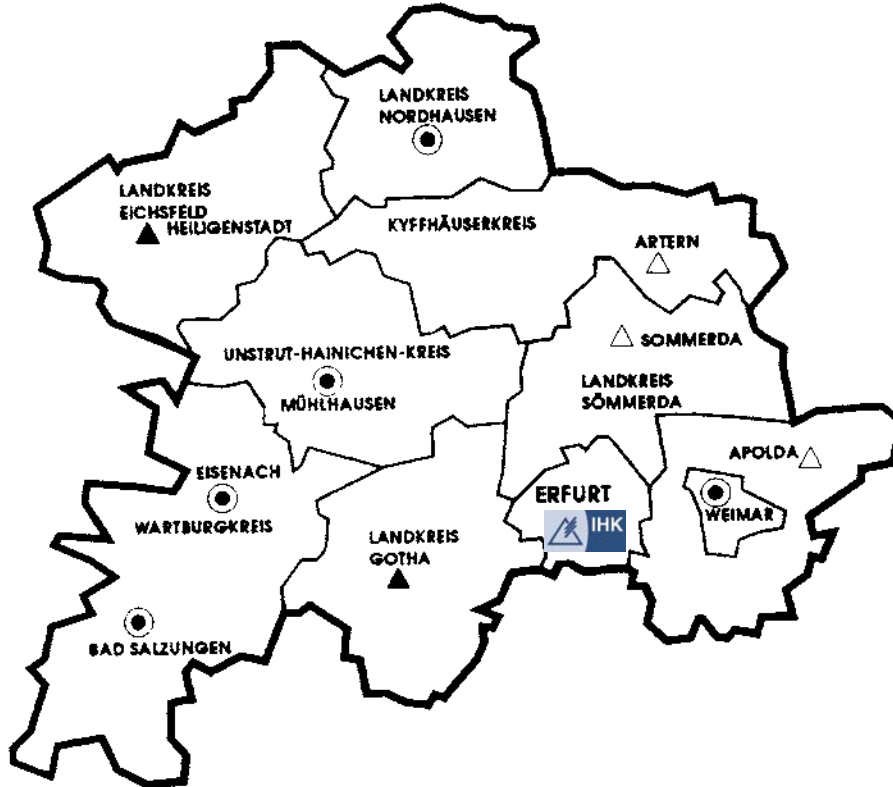 LANDKREIS
NORDHAUSEN
LANDKREIS
EICHSFELD
HEILIGENSTADT
KYFFHÄUSERKREIS
ARTERN
SOMMERDA
UNSTRUT-HAINICHEN-KREIS
MÜHLHAUSEN
LANDKREIS
SÖMMERDA
APOLDA
EISENACH
WARTBURGKREIS
ERFURT
IHK
WEIMAR
LANDKREIS
GOTHA
BAD SALZUNGEN